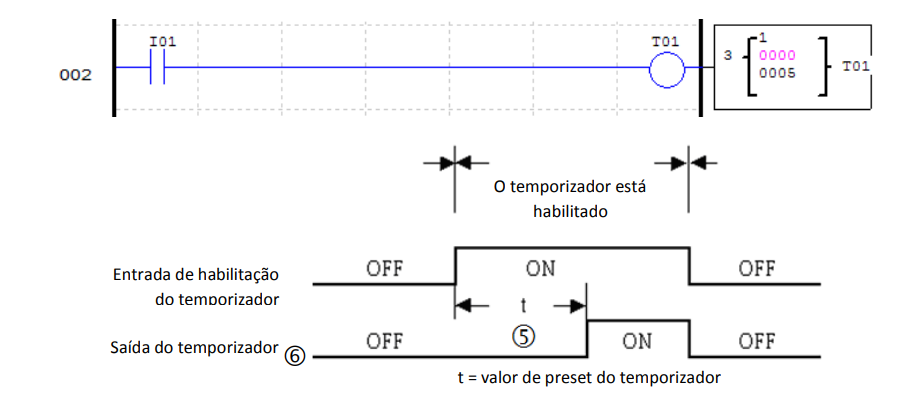 I01
T01
1
3
0000
002
0005
T01
O temporizador está
habilitado
Entrada de habilitação
do temporizador
OFF
ON
OFF
t
Saída do temporizador
⑥
OFF
⑤
ON
OFF
t = valor de preset do temporizador